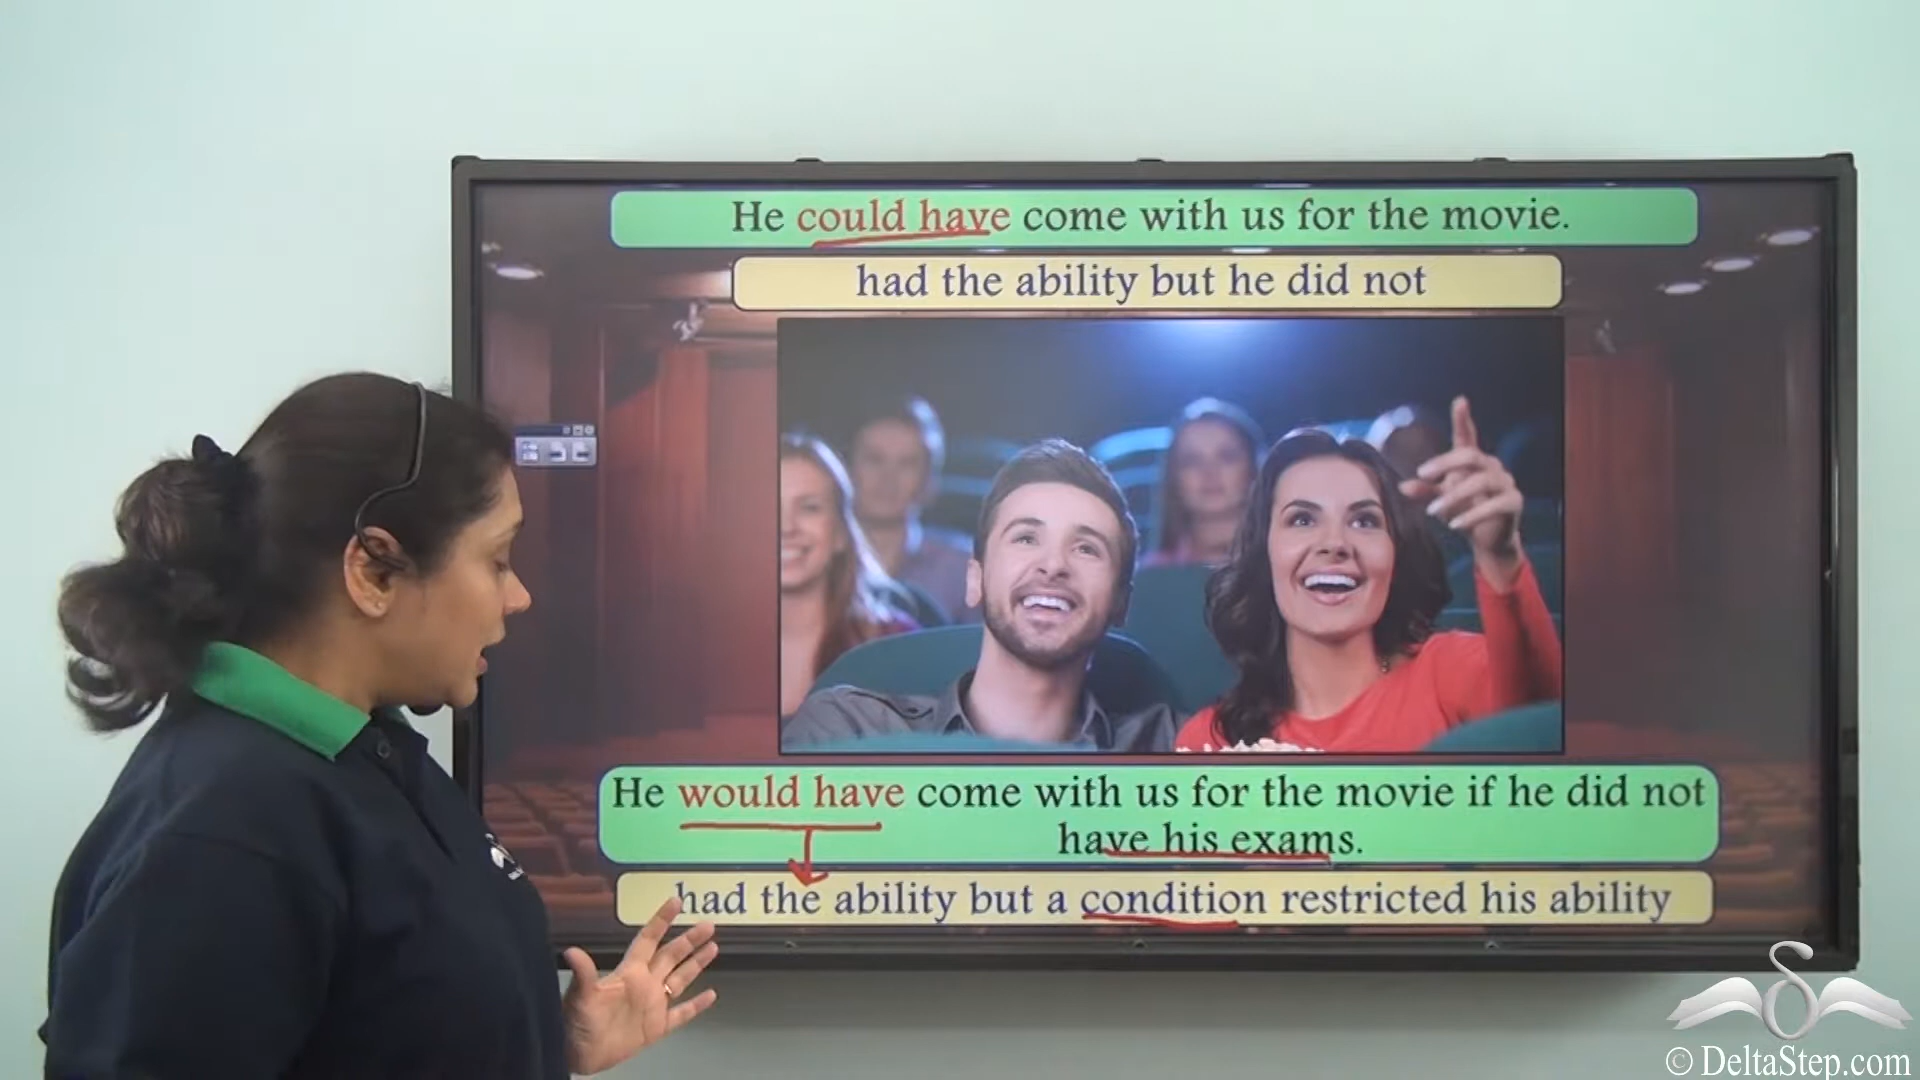 He could have come with us for the movie.
had the ability but he did not
He would have come with us for the movie if he did not
have his exams.
had the ability but a condition restricted his ability
© DeltaStep.com